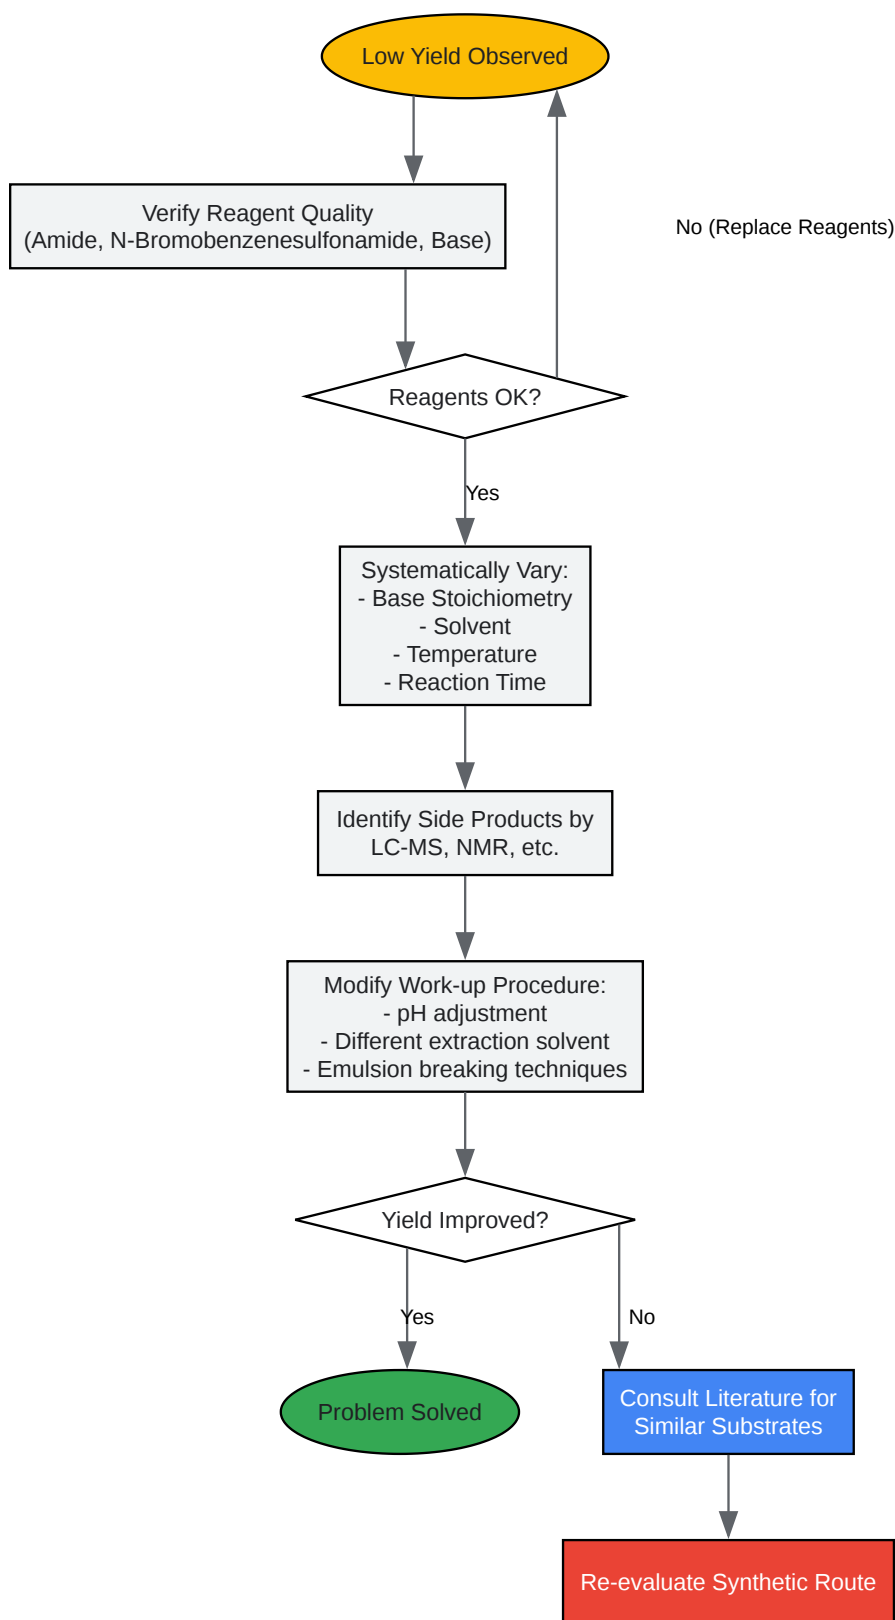 Low Yield Observed
Verify Reagent Quality
(Amide, N-Bromobenzenesulfonamide, Base)
No (Replace Reagents)
Reagents OK?
Yes
Systematically Vary:
- Base Stoichiometry
- Solvent
- Temperature
- Reaction Time
Identify Side Products by
LC-MS, NMR, etc.
Modify Work-up Procedure:
- pH adjustment
- Different extraction solvent
- Emulsion breaking techniques
Yield Improved?
Yes
No
Problem Solved
Consult Literature for
Similar Substrates
Re-evaluate Synthetic Route